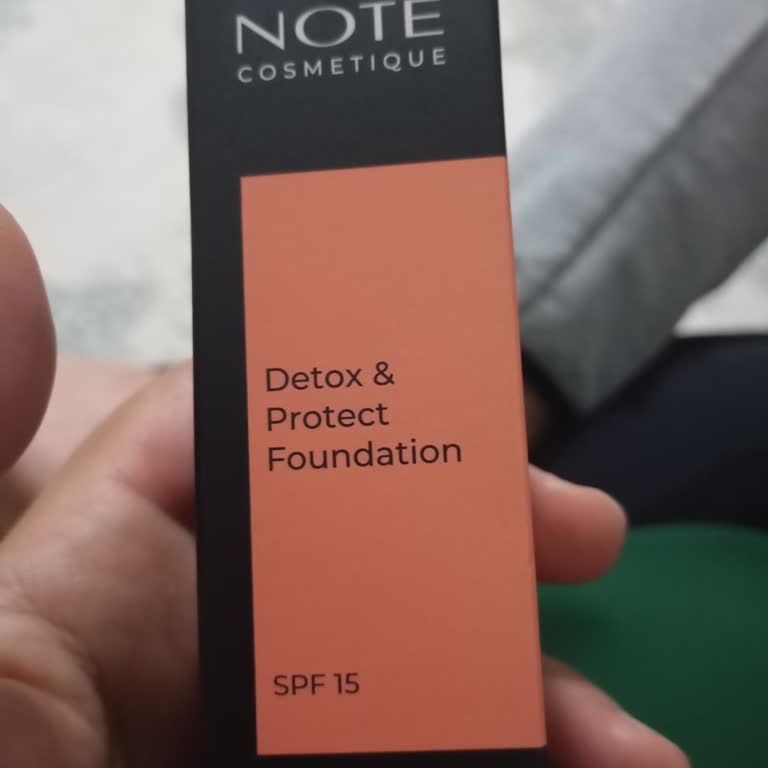 NOTE
COSMETIQUE
Detox &
Protect
Foundation
SPF 15